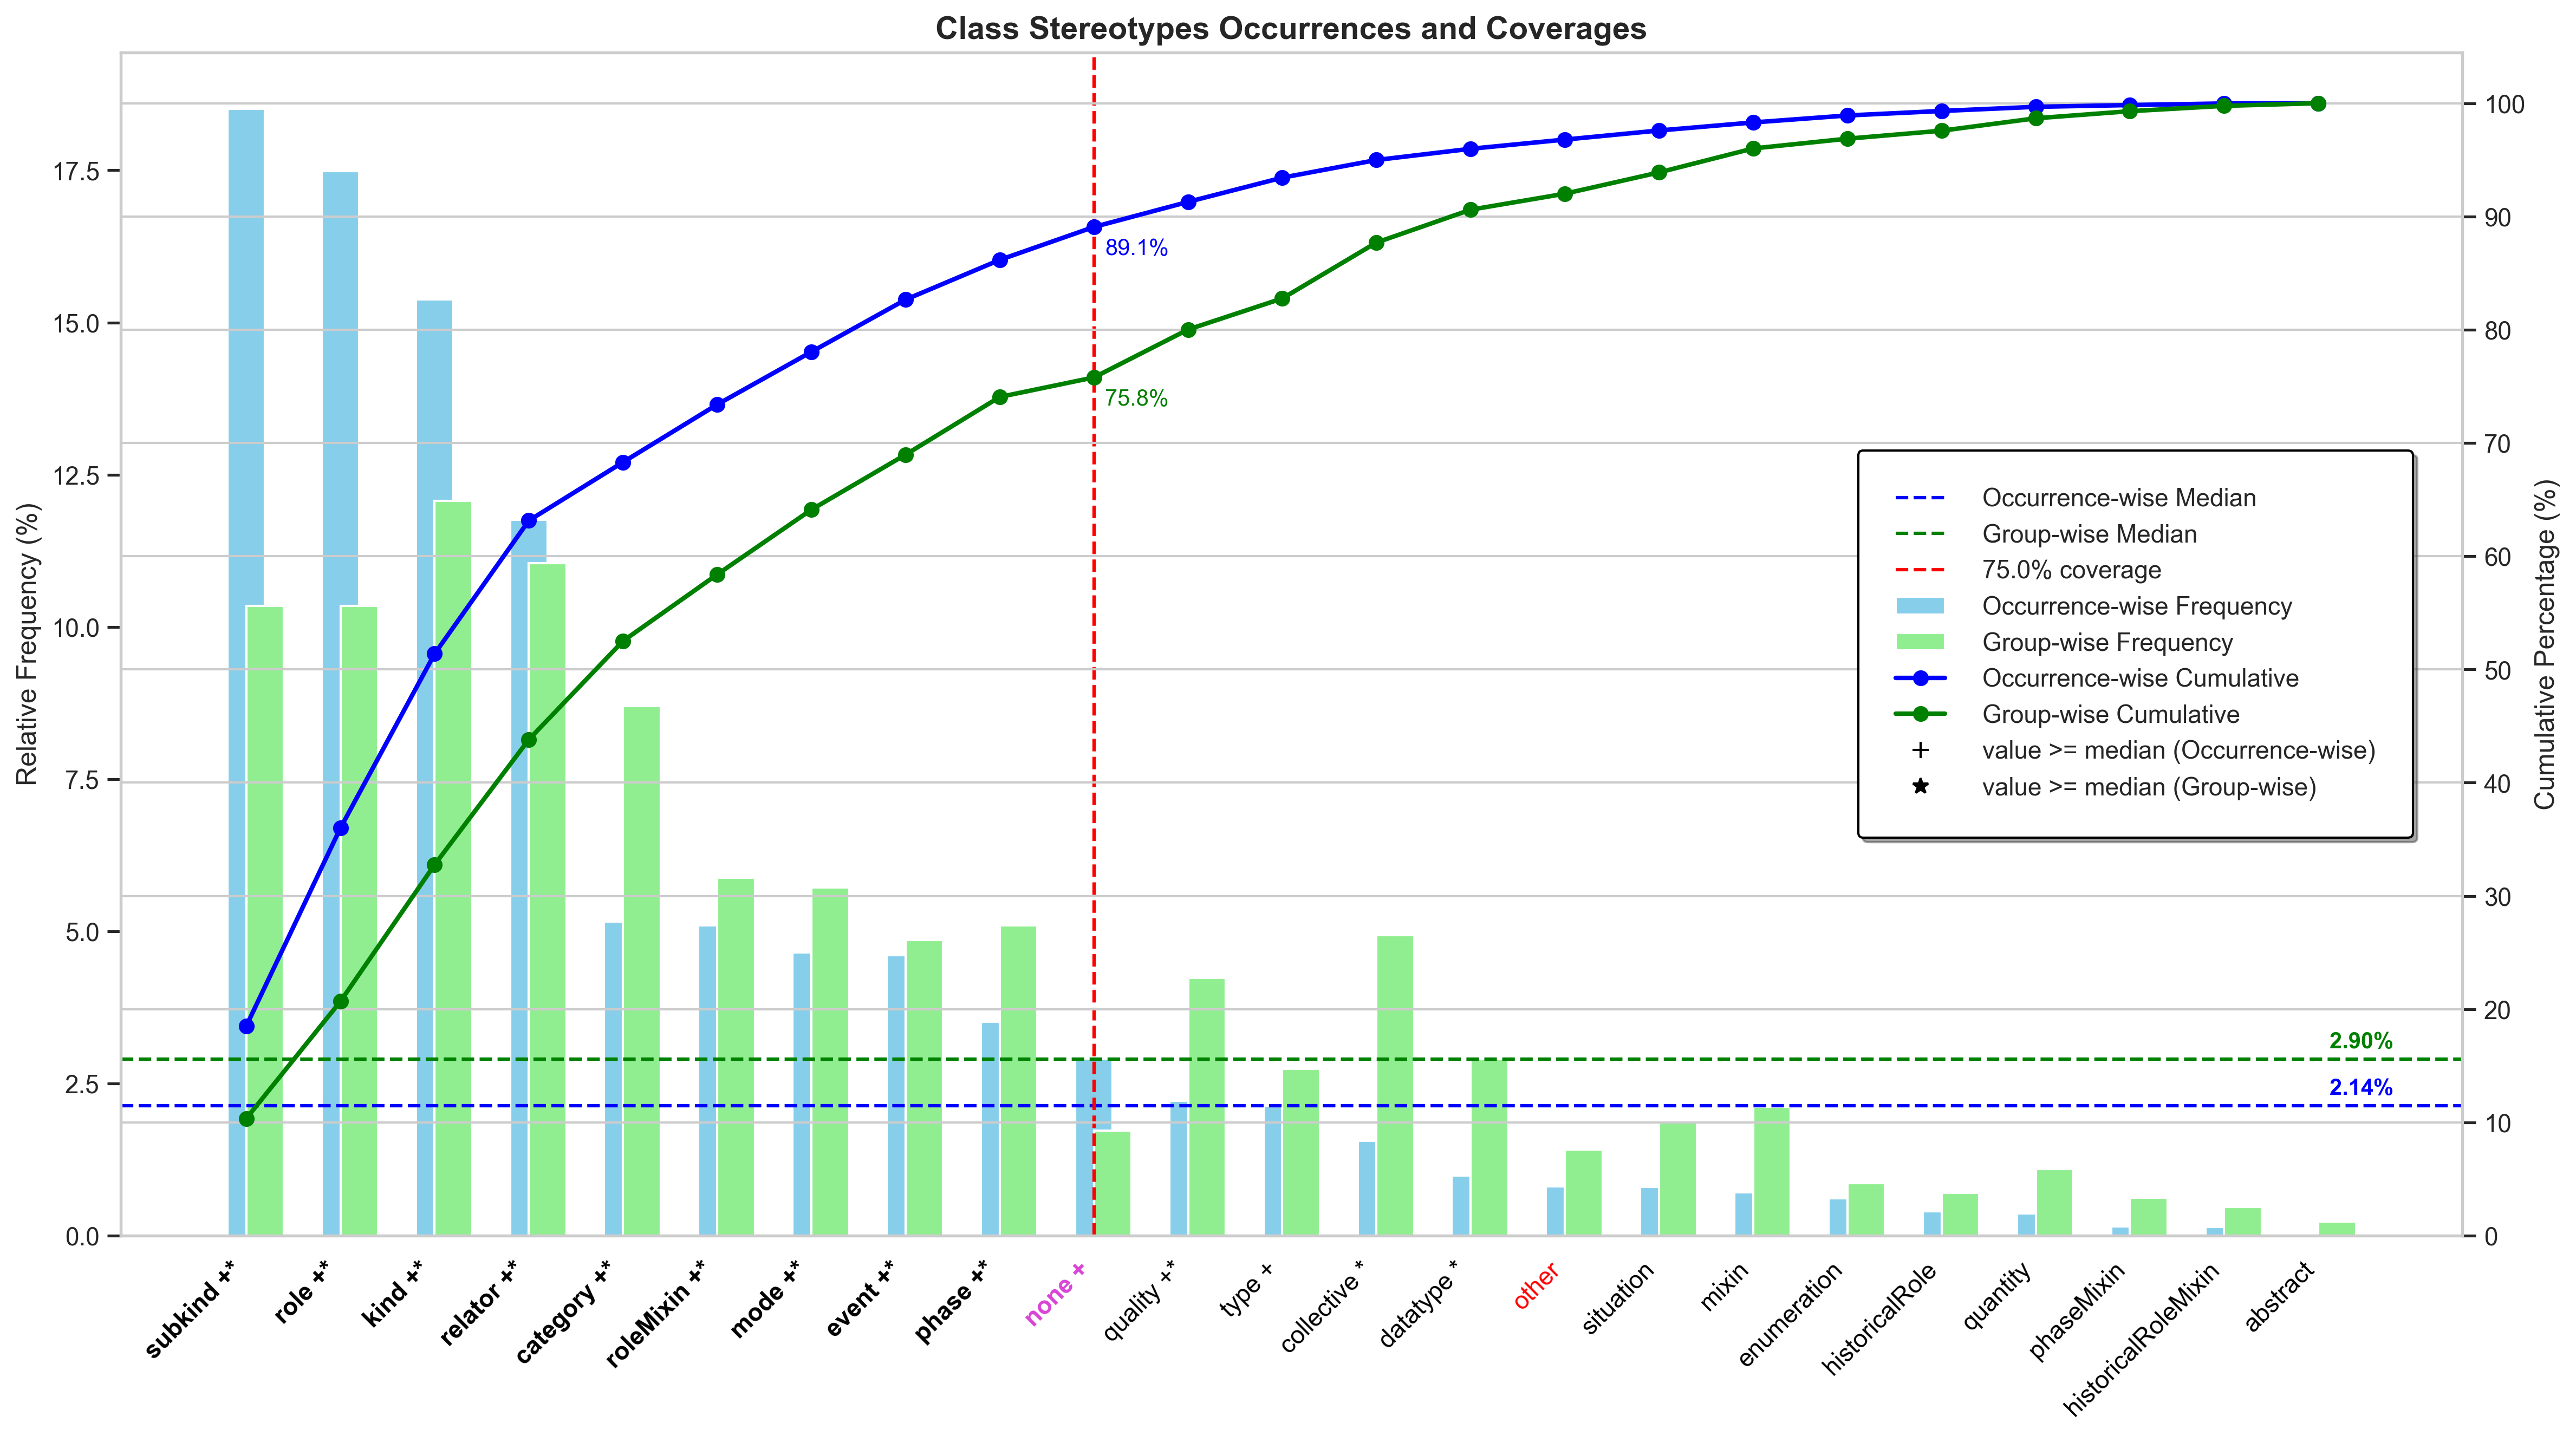 Class Stereotypes Occurrences and Coverages
Relative Frequency (%)
17.5
15.0
12.5
10.0
7.5
5.0
2.5
0.0
Cumulative Percentage (%)
100
90
80
70
60
50
40
30
20
10
0
89.1%
75.8%
2.90%
2.14%
Occurrence-wise Median
Group-wise Median
75.0% coverage
Occurrence-wise Frequency
Group-wise Frequency
Occurrence-wise Cumulative
Group-wise Cumulative
value >= median (Occurrence-wise)
value >= median (Group-wise)
subkind +*
role +*
kind +*
relator +*
category +*
roleMixin +*
mode +*
event +*
phase +*
none +
quality +*
type +
collective *
datatype *
other
situation
mixin
enumeration
historicalRole
quantity
phaseMixin
historicalRoleMixin
abstract